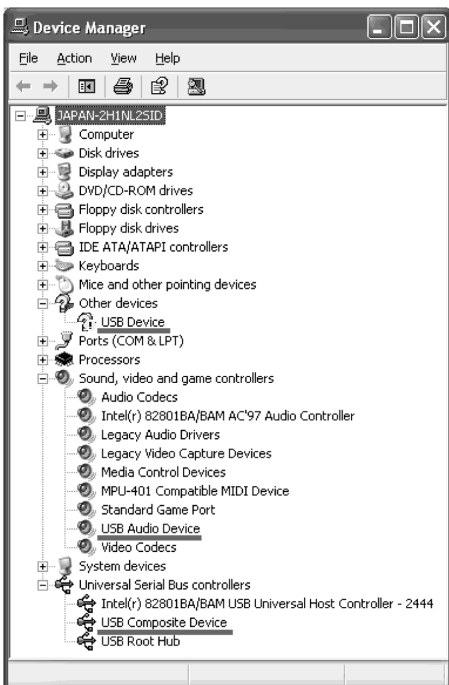 Device Manager
File Action View Help
JAPAN-2H1NL2SID
Computer
Disk drives
Display adapters
DVD/CD-ROM drives
Floppy disk controllers
Floppy disk drives
IDE ATA/ATAPI controllers
Keyboards
Mice and other pointing devices
Other devices
USB Device
Ports (COM & LPT)
Processors
Sound, video and game controllers
Audio Codecs
Intel(r) 82801BA/BAM AC'97 Audio Controller
Legacy Audio Drivers
Legacy Video Capture Devices
Media Control Devices
MPU-401 Compatible MIDI Device
Standard Game Port
USB Audio Device
Video Codecs
System devices
Universal Serial Bus controllers
Intel(r) 82801BA/BAM USB Universal Host Controller - 2444
USB Composite Device
USB Root Hub